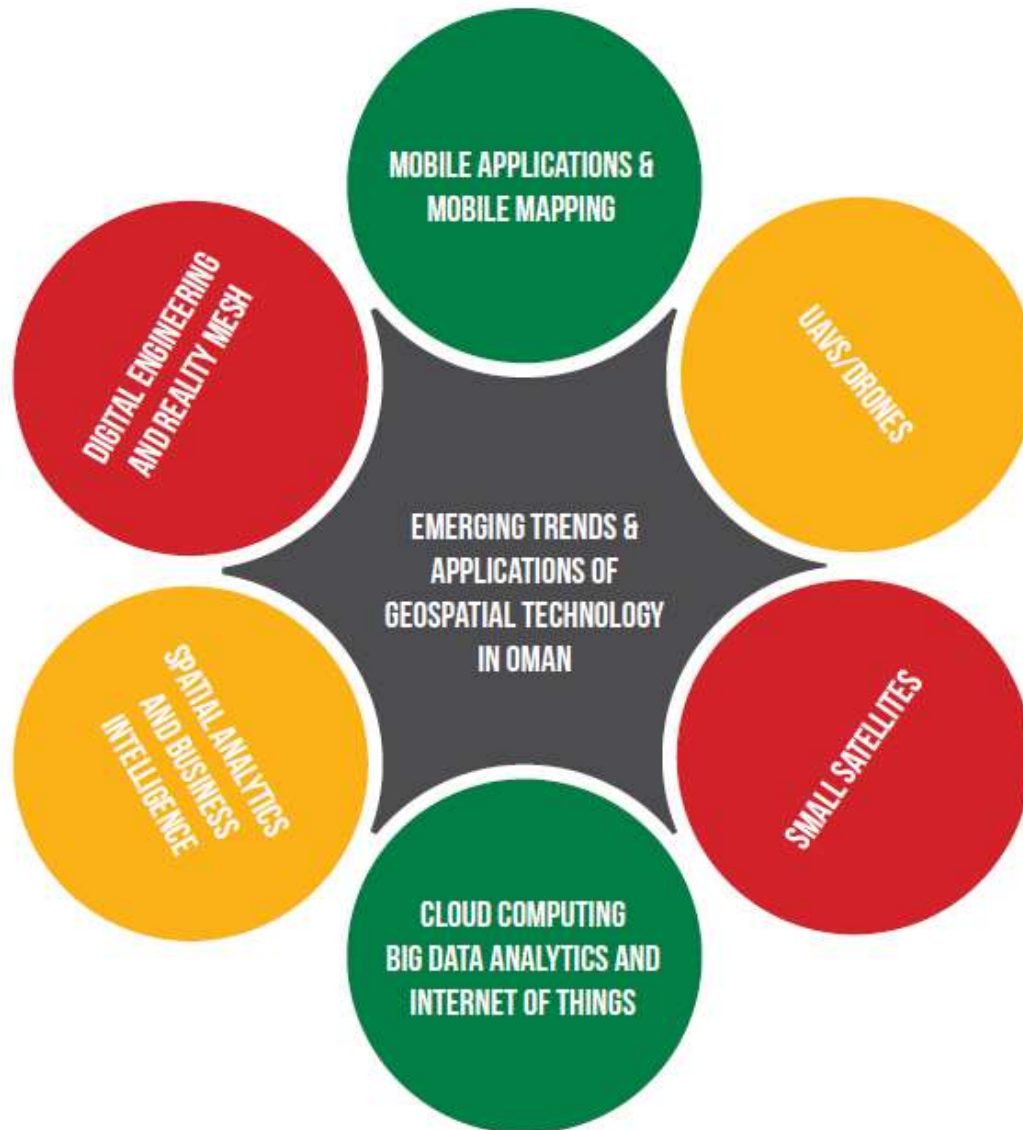 MOBILE APPLICATIONS &
MOBILE MAPPING
DIGITAL ENGINEERING
AND REALITY MESH
UAVS/DRONES
EMERGING TRENDS &
APPLICATIONS OF
GEOSPATIAL TECHNOLOGY
IN OMAN
SPATIAL ANALYTICS
AND BUSINESS
INTELLIGENCE
SMALL SATELLITES
CLOUD COMPUTING
BIG DATA ANALYTICS AND
INTERNET OF THINGS